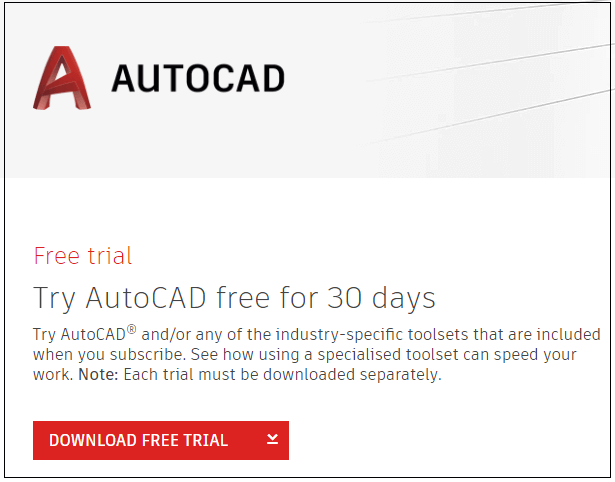 AUTOCAD
Free trial
Try AutoCAD free for 30 days
Try AutoCAD® and/or any of the industry-specific toolsets that are included
when you subscribe. See how using a specialised toolset can speed your
work. Note: Each trial must be downloaded separately.
DOWNLOAD FREE TRIAL